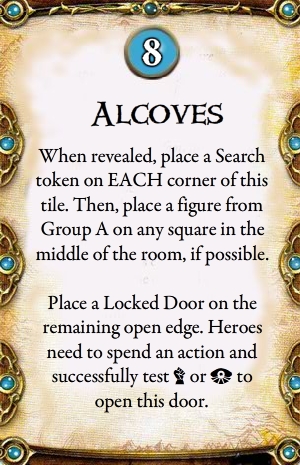 8
ALCOVES
When revealed, place a Search
token on EACH corner of this
tile. Then, place a figure from
Group A on any square in the
middle of the room, if possible.
Place a Locked Door on the
remaining open edge. Heroes
need to spend an action and
successfully test or to
open this door.